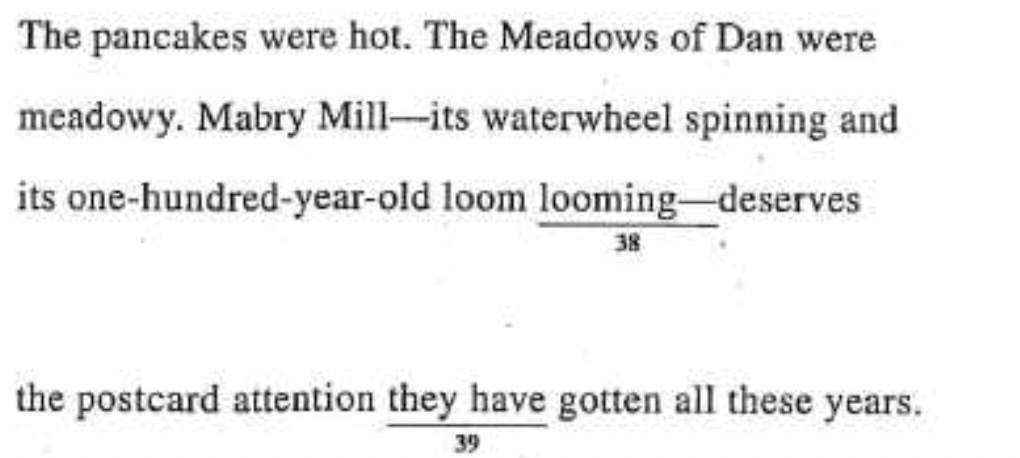 The pancakes were hot. The Meadows of Dan were
meadowy. Mabry Mill—its waterwheel spinning and
its one-hundred-year-old loom looming—deserves
38
the postcard attention they have gotten all these years.
39